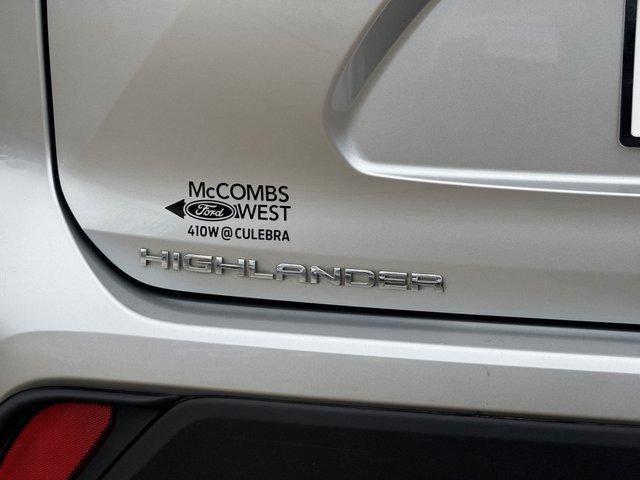 McCOMBS
Ford WEST
410W @ CULEBRA
HIGHLANDER